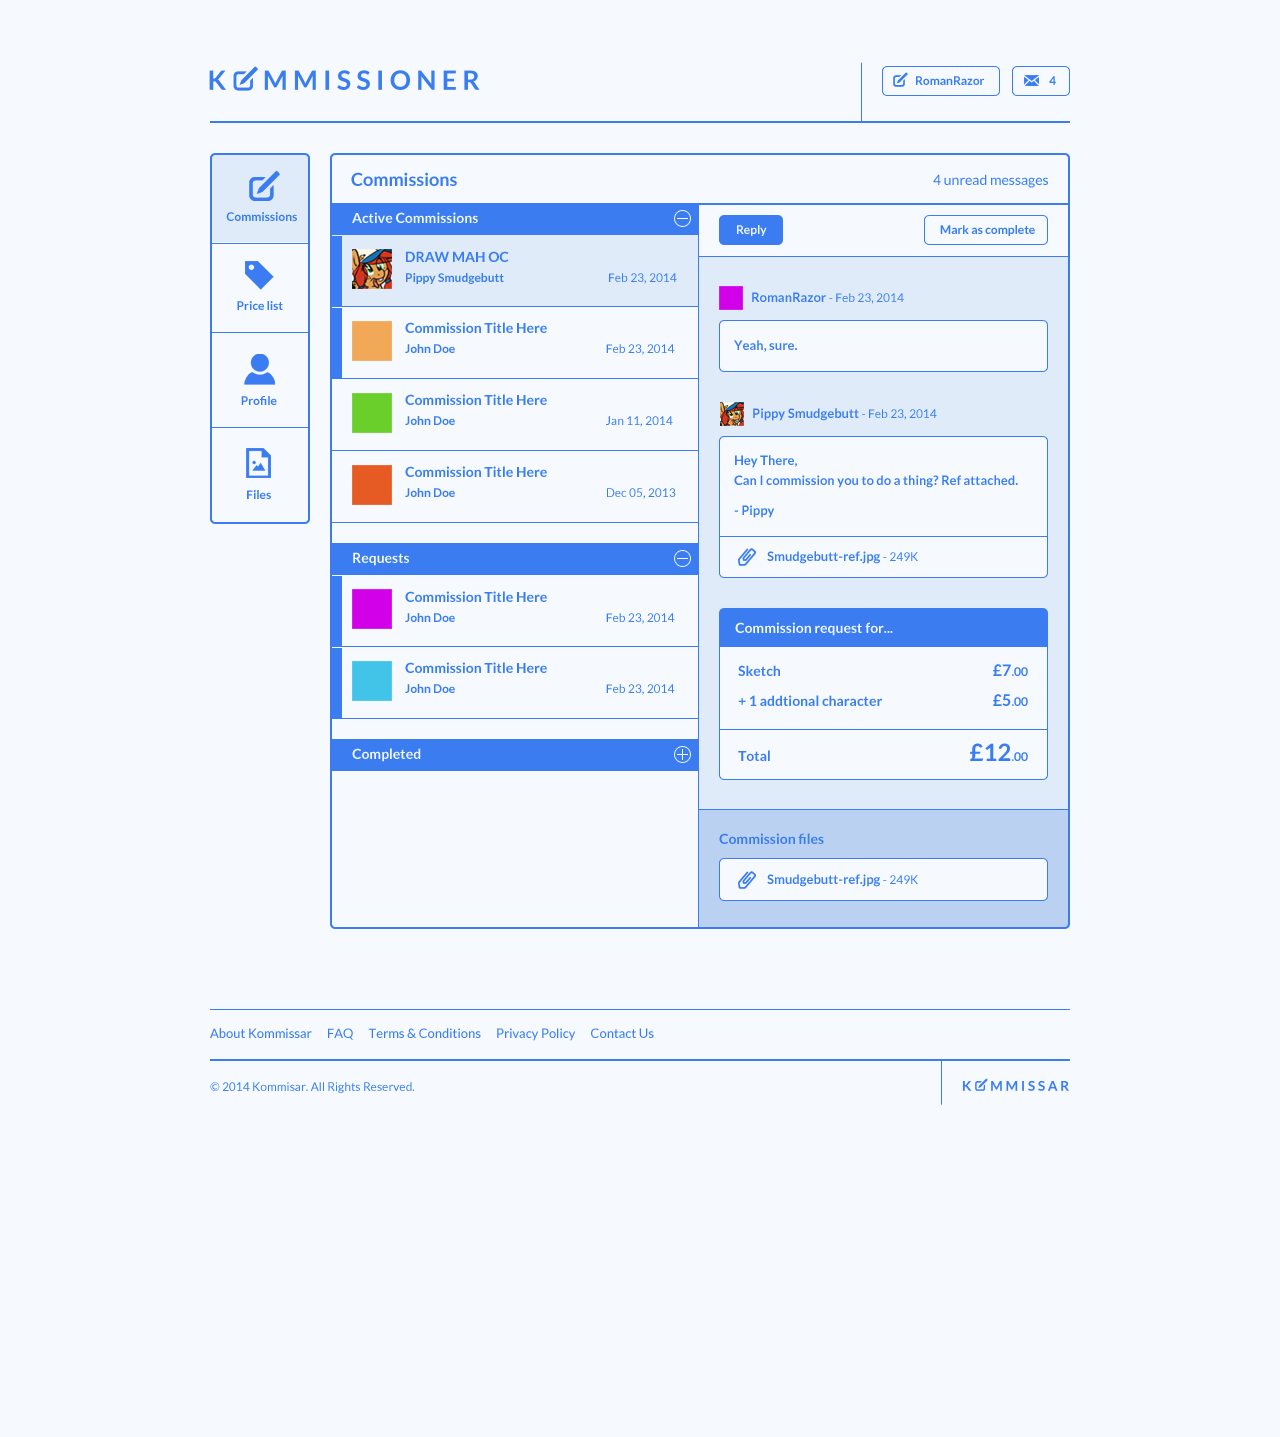 KOMMISSIONER
RomanRazor
4
Commissions
Price list
Profile
Files
Commissions
4 unread messages
Active Commissions
DRAW MAH OC
Pippy Smudgebutt Feb 23, 2014
Commission Title Here
John Doe Feb 23, 2014
Commission Title Here
John Doe Jan 11, 2014
Commission Title Here
John Doe Dec 05, 2013
Requests
Commission Title Here
John Doe Feb 23, 2014
Commission Title Here
John Doe Feb 23, 2014
Completed
Reply
Mark as complete
RomanRazor - Feb 23, 2014
Yeah, sure.
Pippy Smudgebutt - Feb 23, 2014
Hey There,
Can I commission you to do a thing? Ref attached.
- Pippy
Smudgebutt-ref.jpg - 249K
Commission request for...
Sketch £7.00
+ 1 addtional character £5.00
Total £12.00
Commission files
Smudgebutt-ref.jpg - 249K
About Kommissar FAQ Terms & Conditions Privacy Policy Contact Us
© 2014 Kommisar. All Rights Reserved.
KOMMISSAR